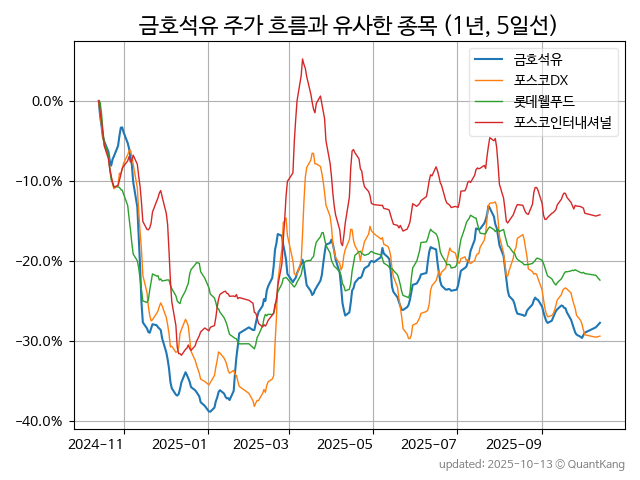 금호석유 주가 흐름과 유사한 종목 (1년, 5일선)
금호석유
포스코DX
롯데웰푸드
포스코인터내셔널
0.0%
−10.0%
−20.0%
−30.0%
−40.0%
2024−11
2025−01
2025−03
2025−05
2025−07
2025−09
updated: 2025-10-13 © QuantKang